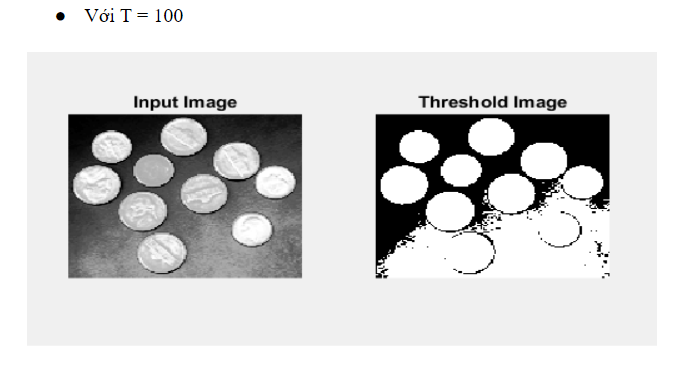 ● Với T = 100
Input Image Threshold Image